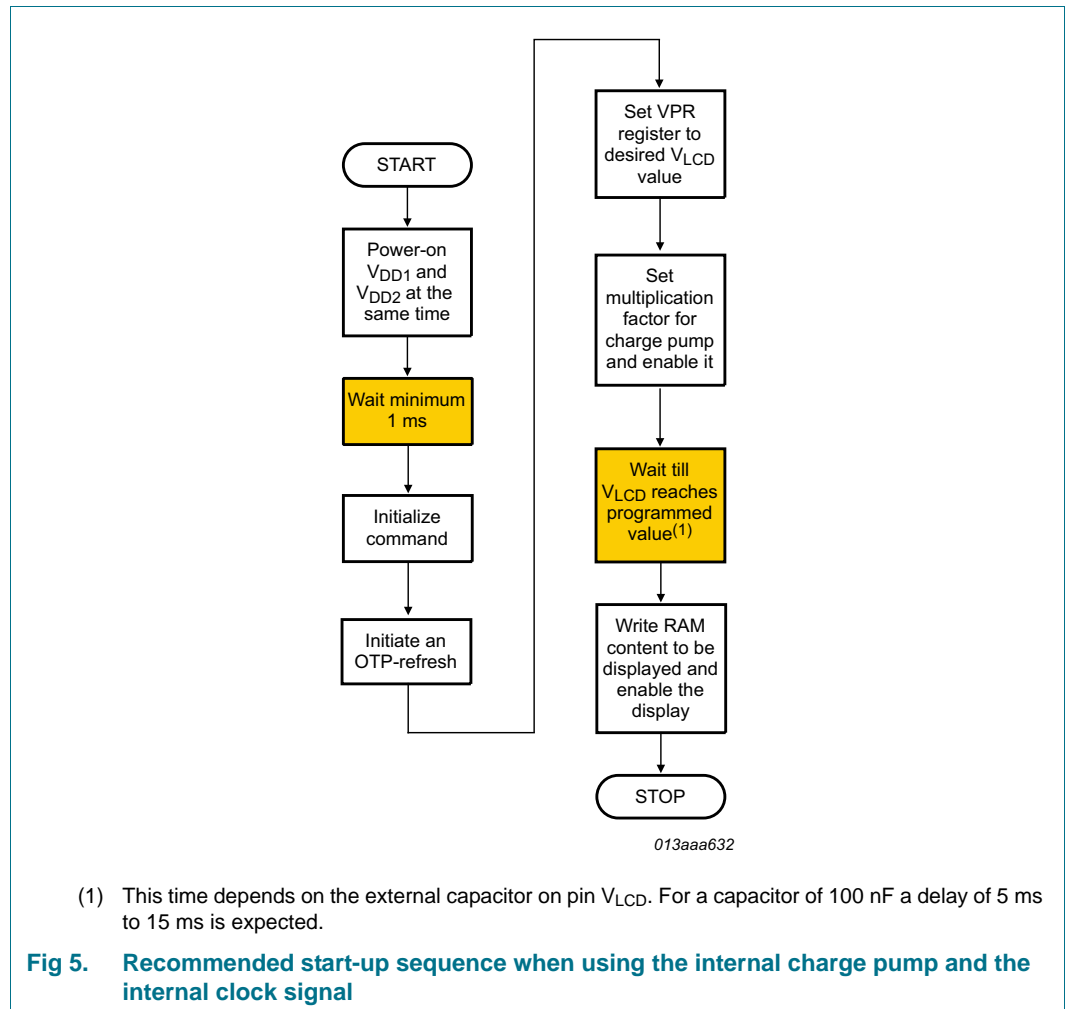 START
Power-on
VDD1 and
VDD2 at the
same time
Wait minimum
1 ms
Initialize
command
Initiate an
OTP-refresh
Set VPR
register to
desired VLCD
value
Set
multiplication
factor for
charge pump
and enable it
Wait till
VLCD reaches
programmed
value(1)
Write RAM
content to be
displayed and
enable the
display
STOP
013aaa632
(1) This time depends on the external capacitor on pin VLCD. For a capacitor of 100 nF a delay of 5 ms
to 15 ms is expected.
Fig 5. Recommended start-up sequence when using the internal charge pump and the
internal clock signal